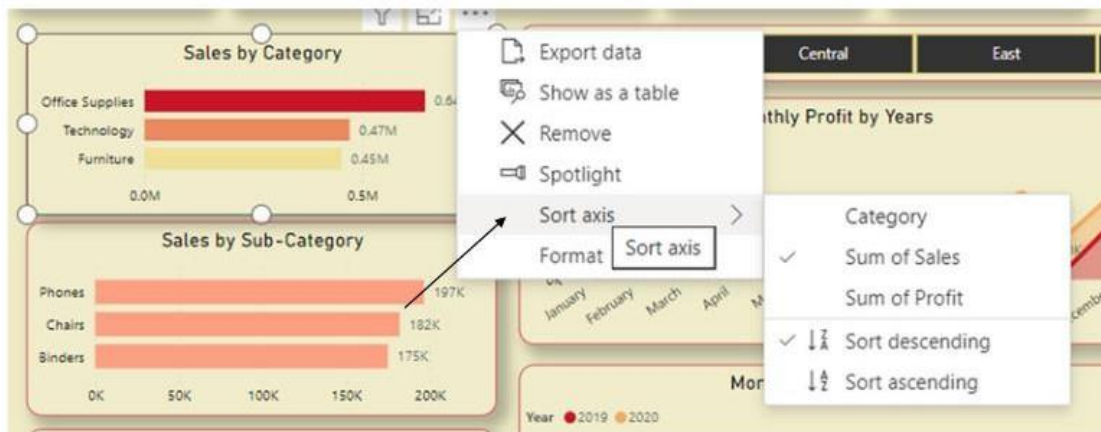 Sales by Category
Office Supplies
Technology 0.47M
Furniture 0.45M
0.0M 0.5M
Sales by Sub-Category
Phones 197K
Chairs 182K
Binders 175K
0K 50K 100K 150K 200K
Export data
Show as a table
Remove
Spotlight
Sort axis
Format
Sort axis
Central East
Profit by Years
Category
Sum of Sales
Sum of Profit
Sort descending
Sort ascending
January February March April
Year 2019 2020